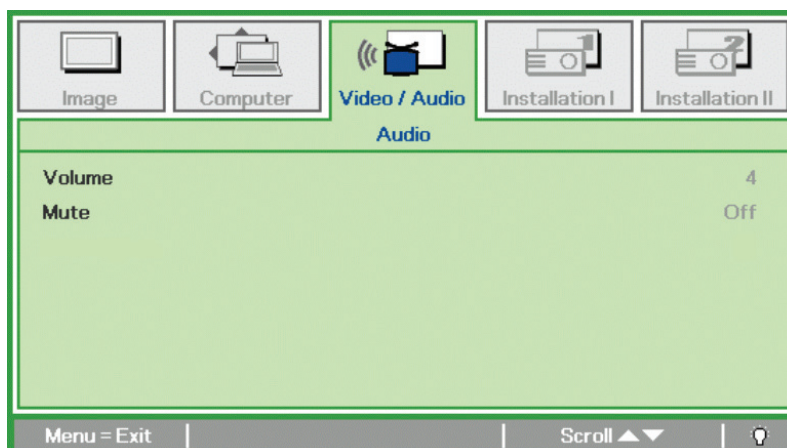 Image Computer Video / Audio Installation I Installation II
Audio
Volume 4
Mute Off
Menu = Exit Scroll ▲▼